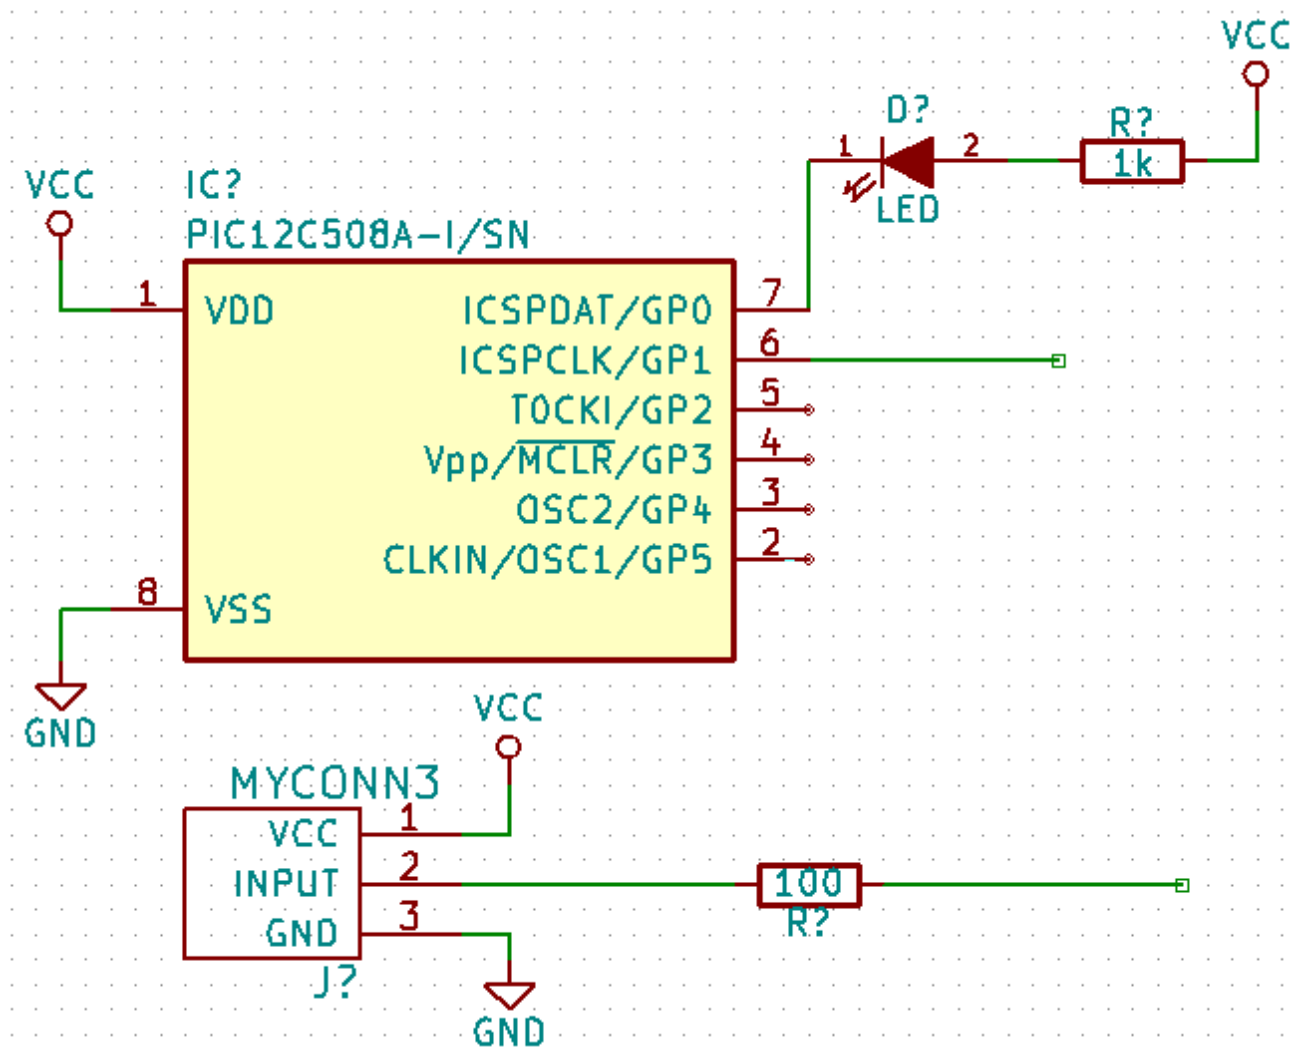 VCC
D?
R?
1
2
1k
LED
VCC
IC?
PIC12C508A-I/SN
1
VDD
ICSPDAT/GP0
7
ICSPCLK/GP1
6
T0CKI/GP2
5
Vpp/MCLR/GP3
4
OSC2/GP4
3
CLKIN/OSC1/GP5
2
8
VSS
GND
VCC
MYCONN3
VCC
1
INPUT
2
100
GND
3
R?
J?
GND